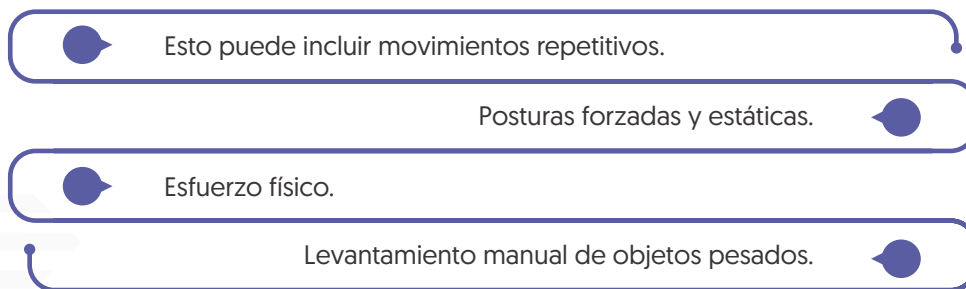 Esto puede incluir movimientos repetitivos.
Posturas forzadas y estáticas.
Esfuerzo físico.
Levantamiento manual de objetos pesados.